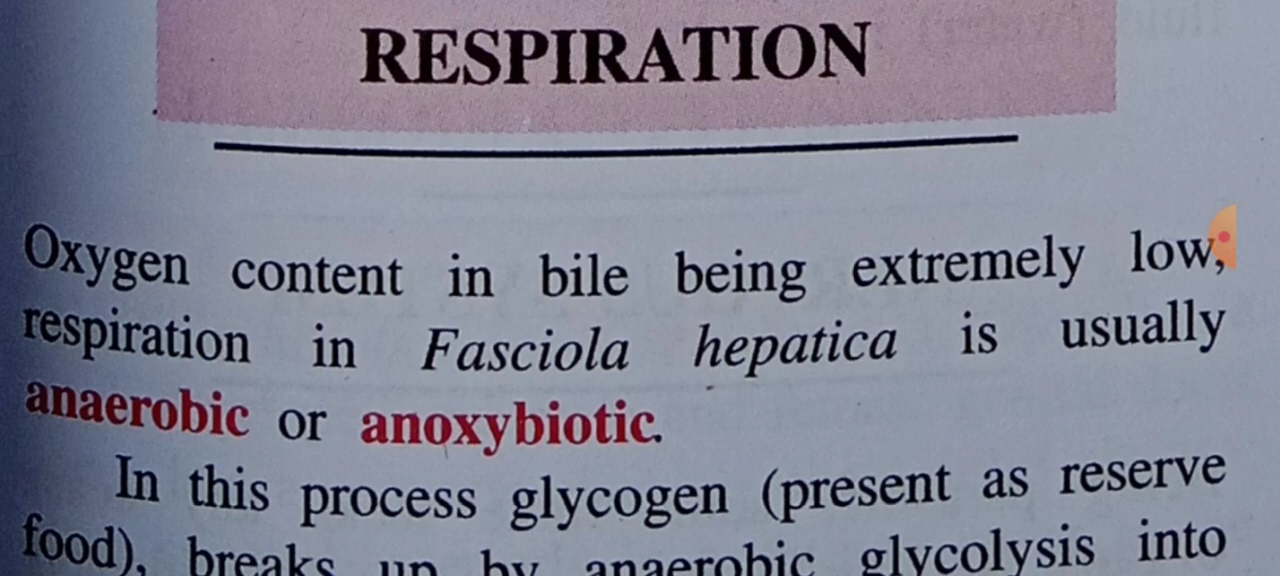 RESPIRATION
Oxygen content in bile being extremely low,
respiration in Fasciola hepatica is usually
anaerobic or anoxybiotic.
In this process glycogen (present as reserve
food), breaks up by anaerobic glycolysis into